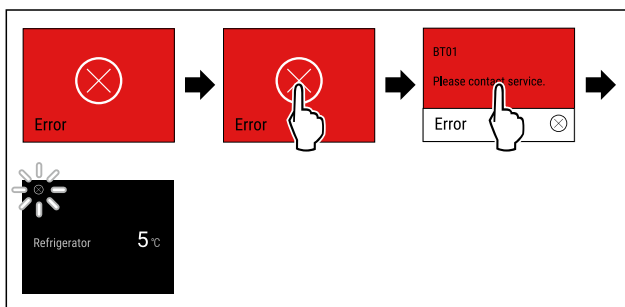 Error
Error
BT01
Please contact service.
Error
Refrigerator 5 °C